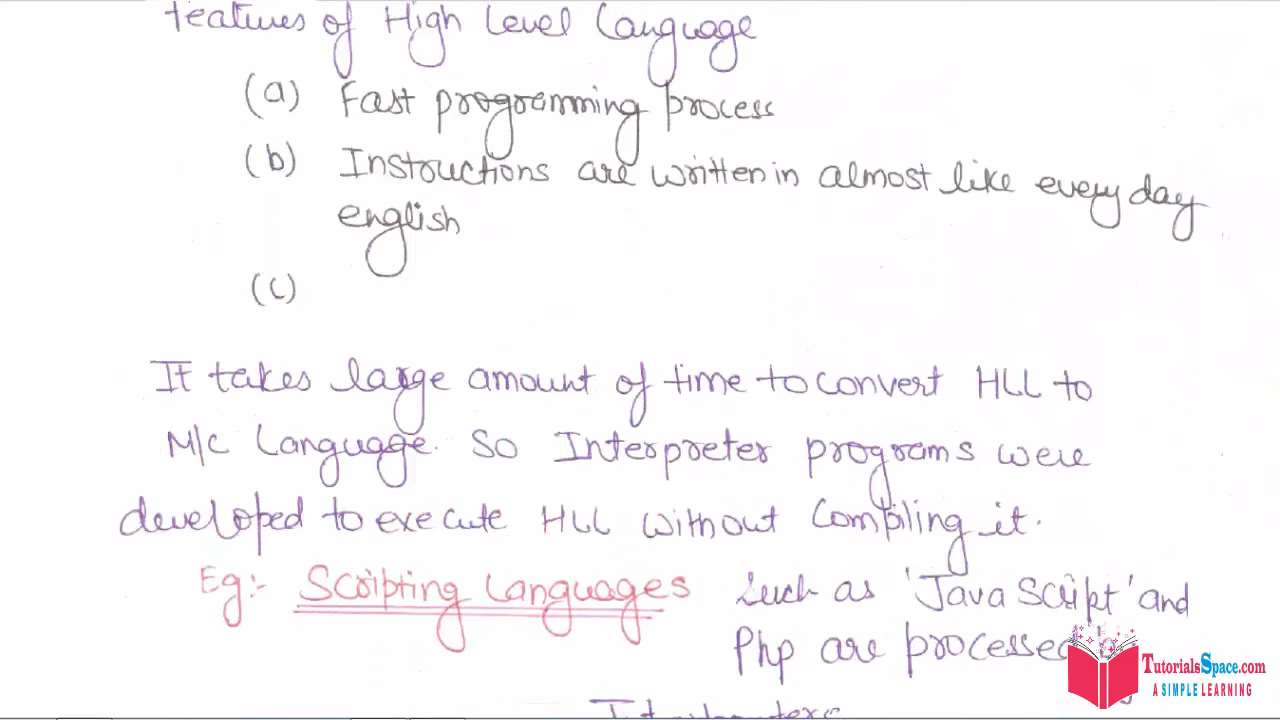 features of High Level Language
(a) Fast programming process
(b) Instructions are written in almost like every day
english
(c)
It takes large amount of time to convert HLL to
M/C Language. So Interpreter programs were
developed to execute HLL without Compiling it.
Eg:- Scripting Languages Such as 'JavaScript' and
Php are processed
TutorialsSpace.com
A SIMPLE LEARNING